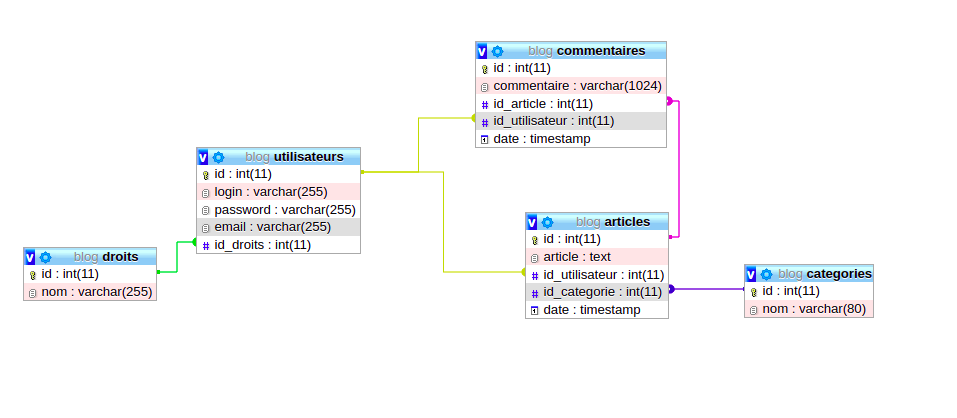 blog commentaires
id : int(11)
commentaire : varchar(1024)
id_article : int(11)
id_utilisateur : int(11)
date : timestamp
blog utilisateurs
id : int(11)
login : varchar(255)
password : varchar(255)
email : varchar(255)
id_droits : int(11)
blog droits
id : int(11)
nom : varchar(255)
blog articles
id : int(11)
article : text
id_utilisateur : int(11)
id_categorie : int(11)
date : timestamp
blog categories
id : int(11)
nom : varchar(80)